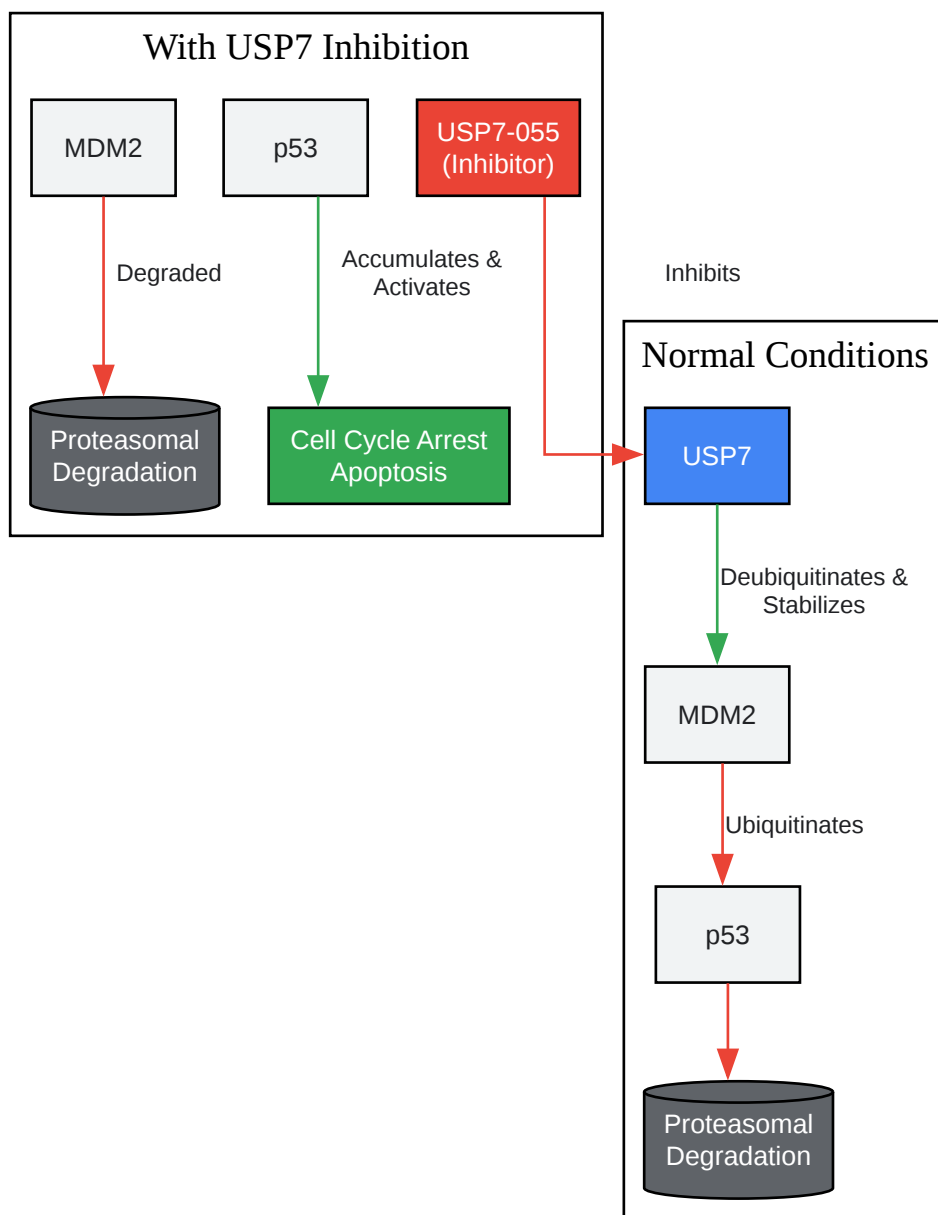 With USP7 Inhibition
MDM2
p53
USP7-055
(Inhibitor)
Degraded
Accumulates &
Activates
Inhibits
Proteasomal
Degradation
Cell Cycle Arrest
Apoptosis
Normal Conditions
USP7
Deubiquitinates &
Stabilizes
MDM2
Ubiquitinates
p53
Proteasomal
Degradation